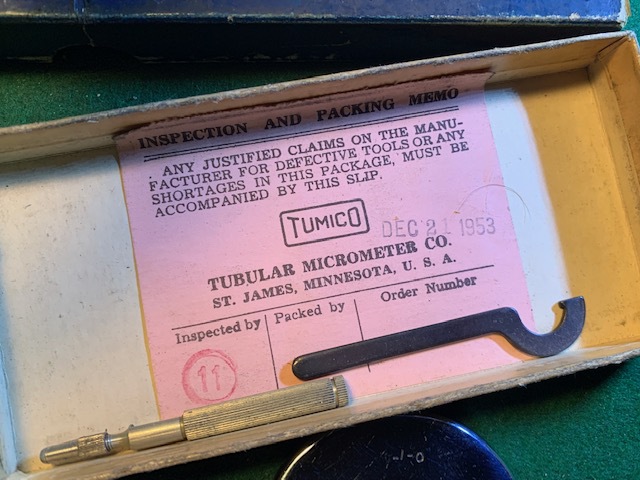 INSPECTION AND PACKING MEMO
ANY JUSTIFIED CLAIMS ON THE MANU-
FACTURER FOR DEFECTIVE TOOLS OR ANY
SHORTAGES IN THIS PACKAGE, MUST BE
ACCOMPANIED BY THIS SLIP.
TUMICO
DEC 21 1953
TUBULAR MICROMETER CO.
ST. JAMES, MINNESOTA, U. S. A.
Inspected by Packed by Order Number
11
-1-0